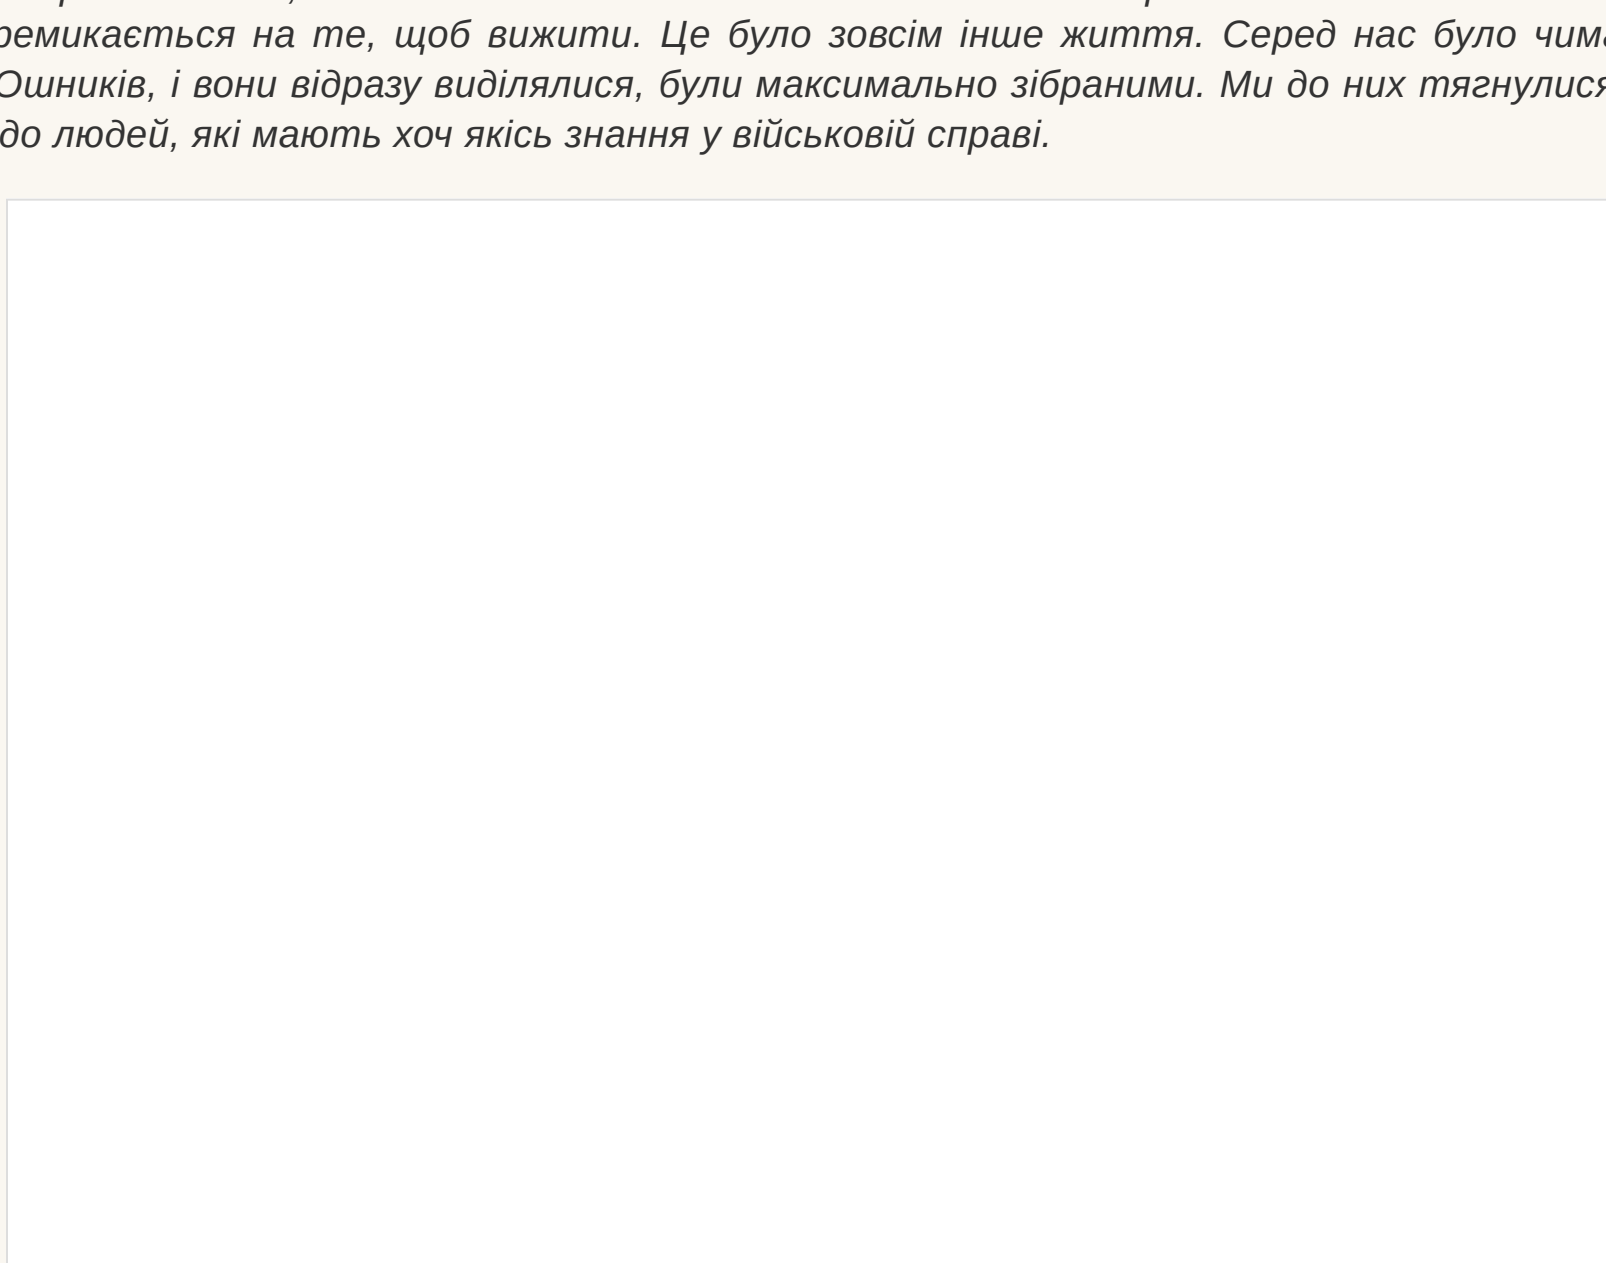 ремикається на те, щоб вижити. Це було зовсім інше життя. Серед нас було чима
Ошників, і вони відразу виділялися, були максимально зібраними. Ми до них тягнулися
до людей, які мають хоч якісь знання у військовій справі.